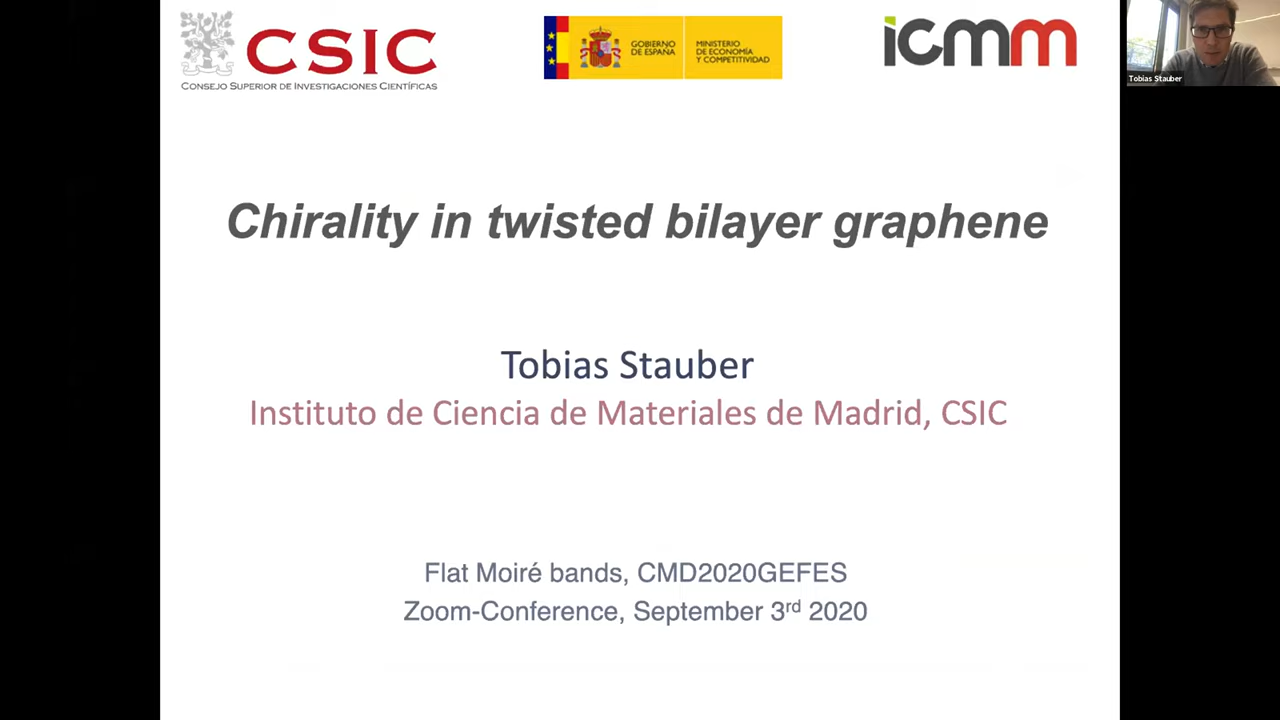 CSIC
CONSEJO SUPERIOR DE INVESTIGACIONES CIENTÍFICAS
GOBIERNO
DE ESPAÑA
MINISTERIO
DE ECONOMÍA
Y COMPETITIVIDAD
icmm
Tobias Stauber
Chirality in twisted bilayer graphene
Tobias Stauber
Instituto de Ciencia de Materiales de Madrid, CSIC
Flat Moiré bands, CMD2020GEFES
Zoom-Conference, September 3rd 2020